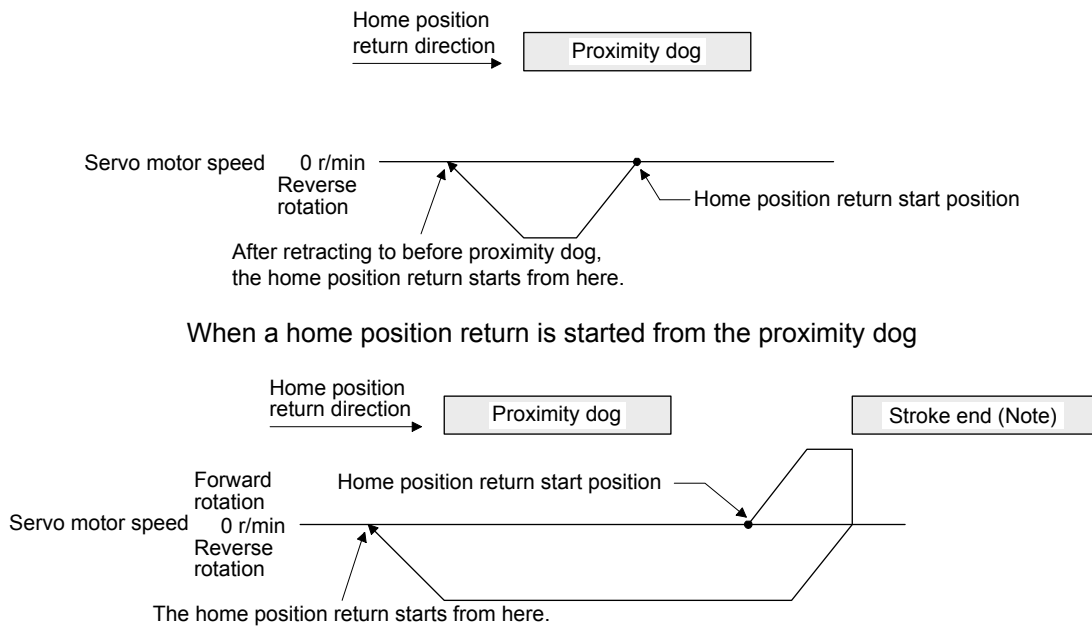 Home position
return direction
Proximity dog
Servo motor speed 0 r/min
Reverse
rotation
Home position return start position
After retracting to before proximity dog,
the home position return starts from here.
When a home position return is started from the proximity dog
Home position
return direction
Proximity dog
Stroke end (Note)
Forward
rotation
Home position return start position
Servo motor speed 0 r/min
Reverse
rotation
The home position return starts from here.